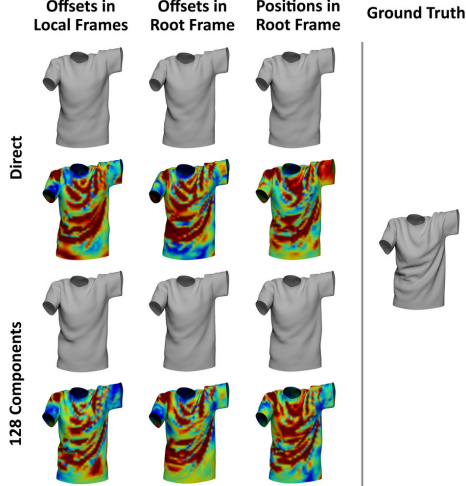 Offsets in
Local Frames
Offsets in
Root Frame
Positions in
Root Frame
Ground Truth
Direct
128 Components